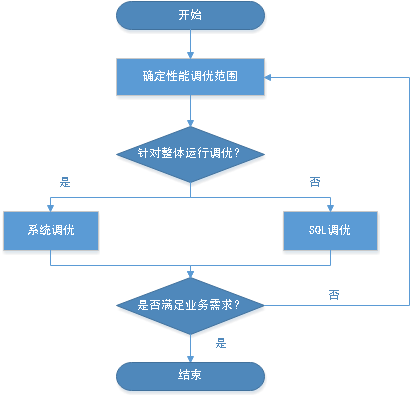 开始
确定性能调优范围
针对整体运行调优?
是
否
系统调优
SQL调优
是否满足业务需求?
否
是
结束